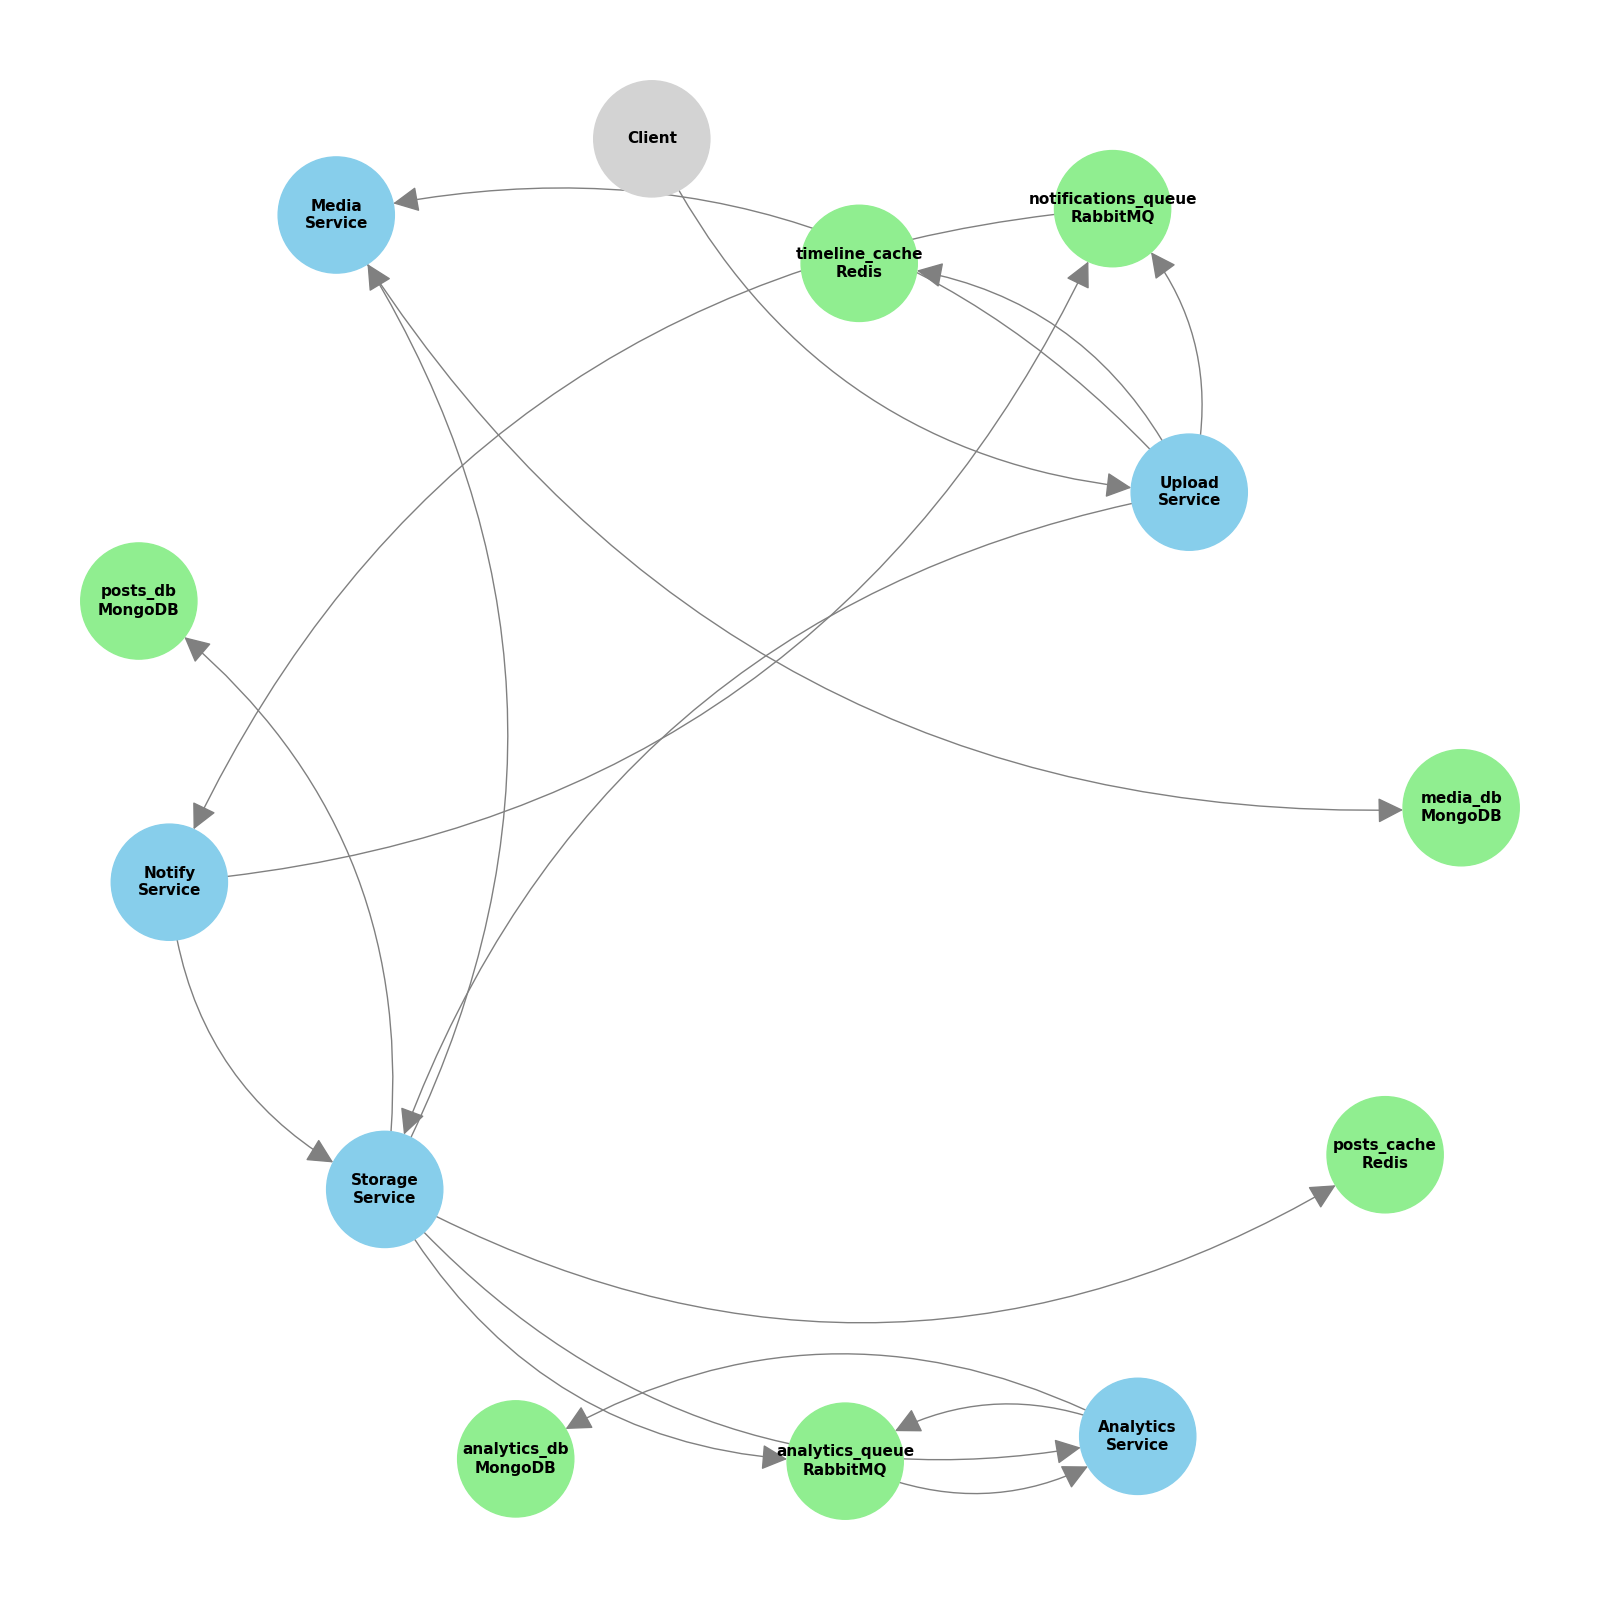 Client
Media
Service
notifications_queue
RabbitMQ
timeline_cache
Redis
Upload
Service
posts_db
MongoDB
media_db
MongoDB
Notify
Service
posts_cache
Redis
Storage
Service
Analytics
Service
analytics_db
MongoDB
analytics_queue
RabbitMQ